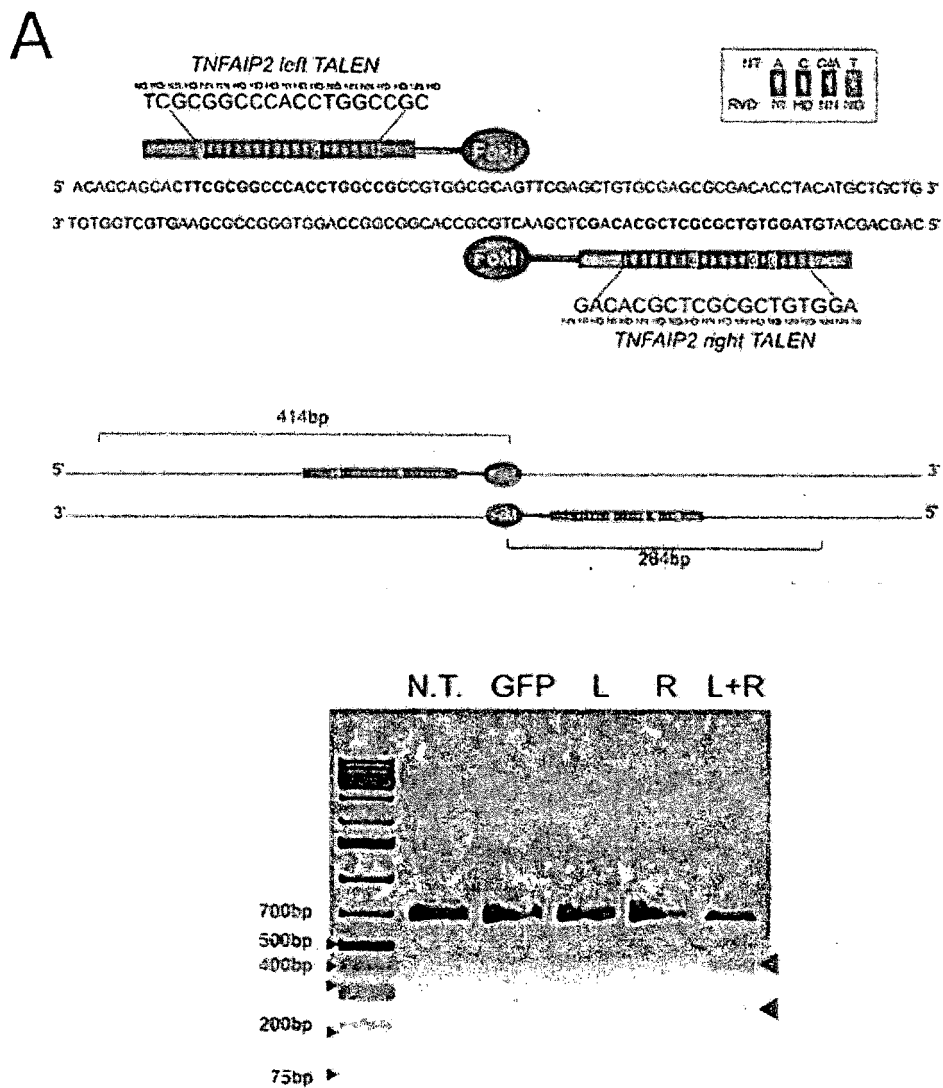 A
TNFAIP2 left TALEN
TCGCGGCCCACCTGGCCGC
NT: A C G/A T
RVD: NI HD NN NG
FokI
5' ACACCAGCACTTCGCGGCCCACCTGGCCGCCGTGGCGCAGTTCGAGCTGTGCGAGCGCGACACCTACATGCTGCTG 3'
3' TGTGGTCGTGAAGCGCCGGGTGGACCGGCGGCACCGCGTCAAGCTCGACACGCTCGCGCTGTGGATGTACGACGAC 5'
FokI
GACACGCTCGCGCTGTGGA
TNFAIP2 right TALEN
414bp
5' 3'
3' 5'
284bp
N.T. GFP L R L+R
700bp
500bp
400bp
200bp
75bp